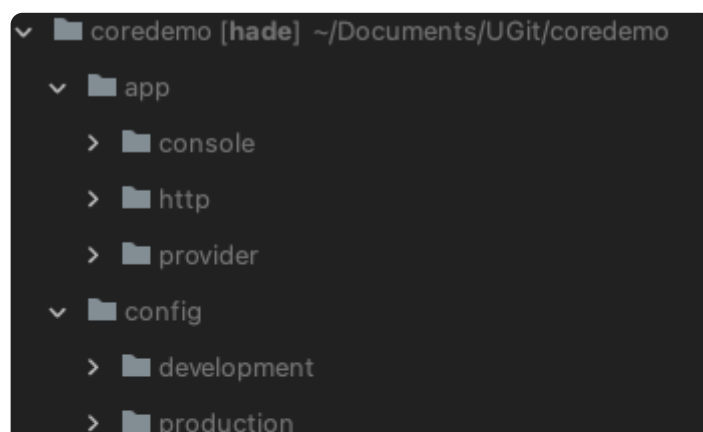 coredemo [hade] ~/Documents/UGit/coredemo
app
console
http
provider
config
development
production